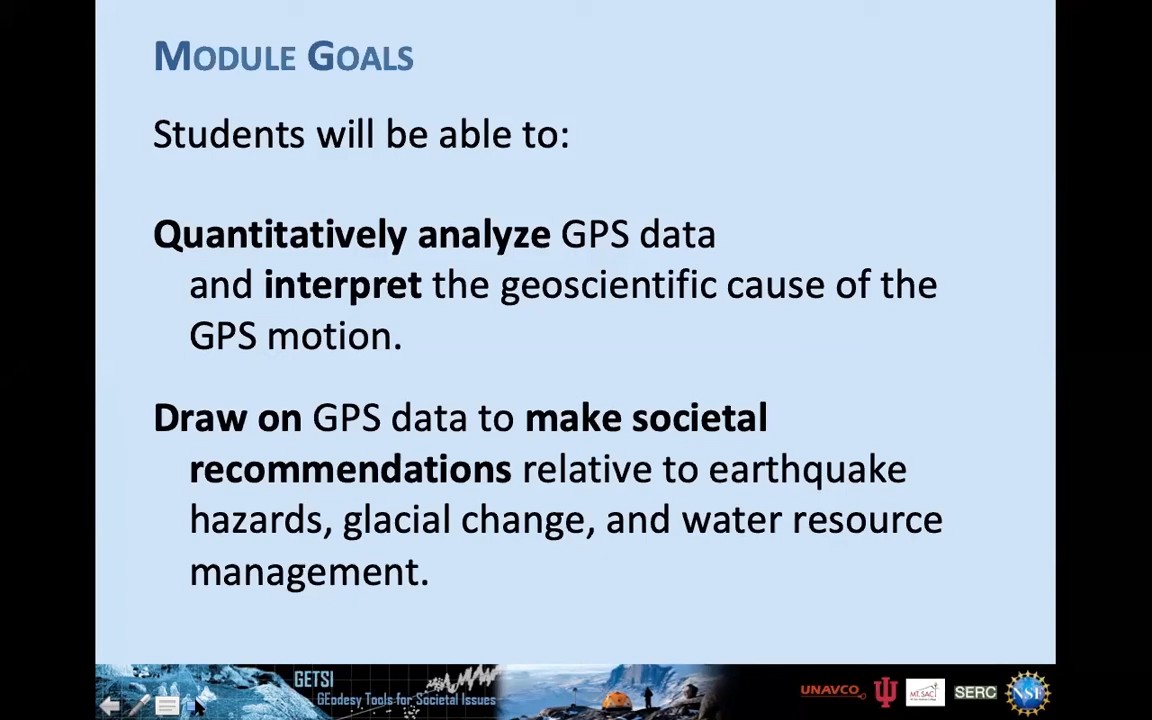 MODULE GOALS
Students will be able to:
Quantitatively analyze GPS data
and interpret the geoscientific cause of the
GPS motion.
Draw on GPS data to make societal
recommendations relative to earthquake
hazards, glacial change, and water resource
management.
GETSI
GEodesy Tools for Societal Issues
UNAVCO
MT. SAC
SERC
NSF